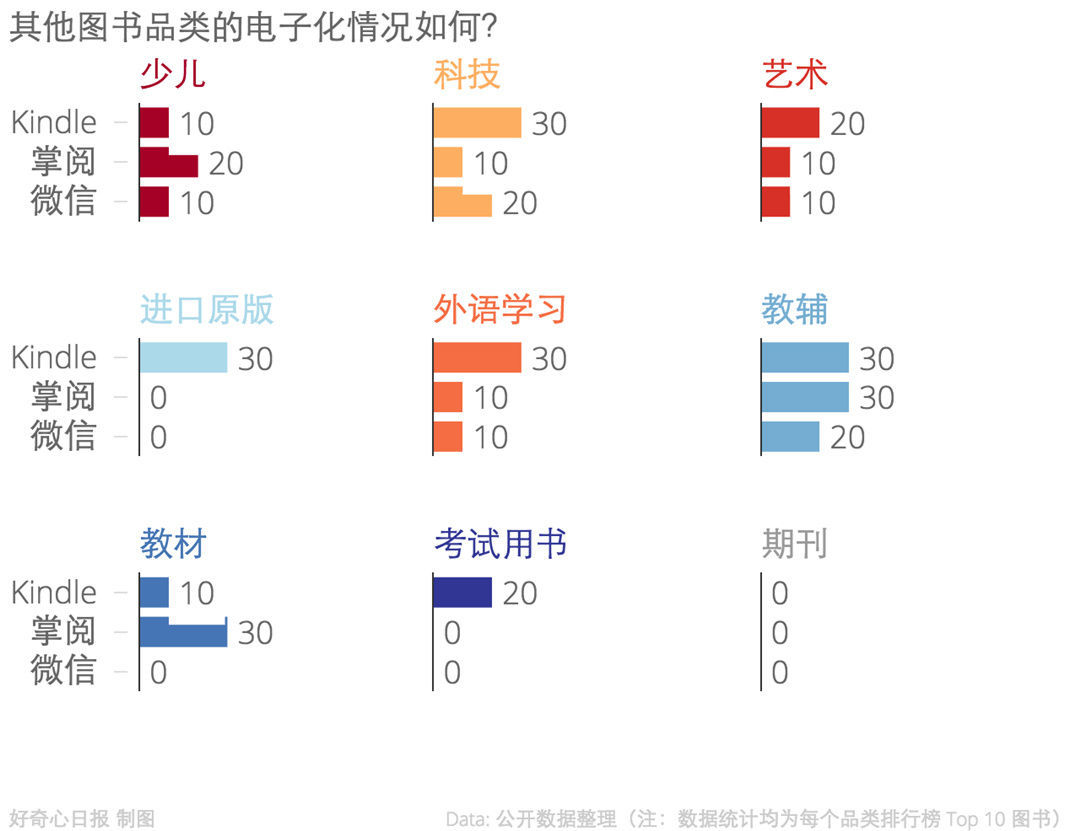 其他图书品类的电子化情况如何？
少儿 科技 艺术
Kindle 10 30 20
掌阅 20 10 10
微信 10 20 10
进口原版 外语学习 教辅
Kindle 30 30 30
掌阅 0 10 30
微信 0 10 20
教材 考试用书 期刊
Kindle 10 20 0
掌阅 30 0 0
微信 0 0 0
好奇心日报 制图 Data: 公开数据整理（注：数据统计均为每个品类排行榜 Top 10 图书）